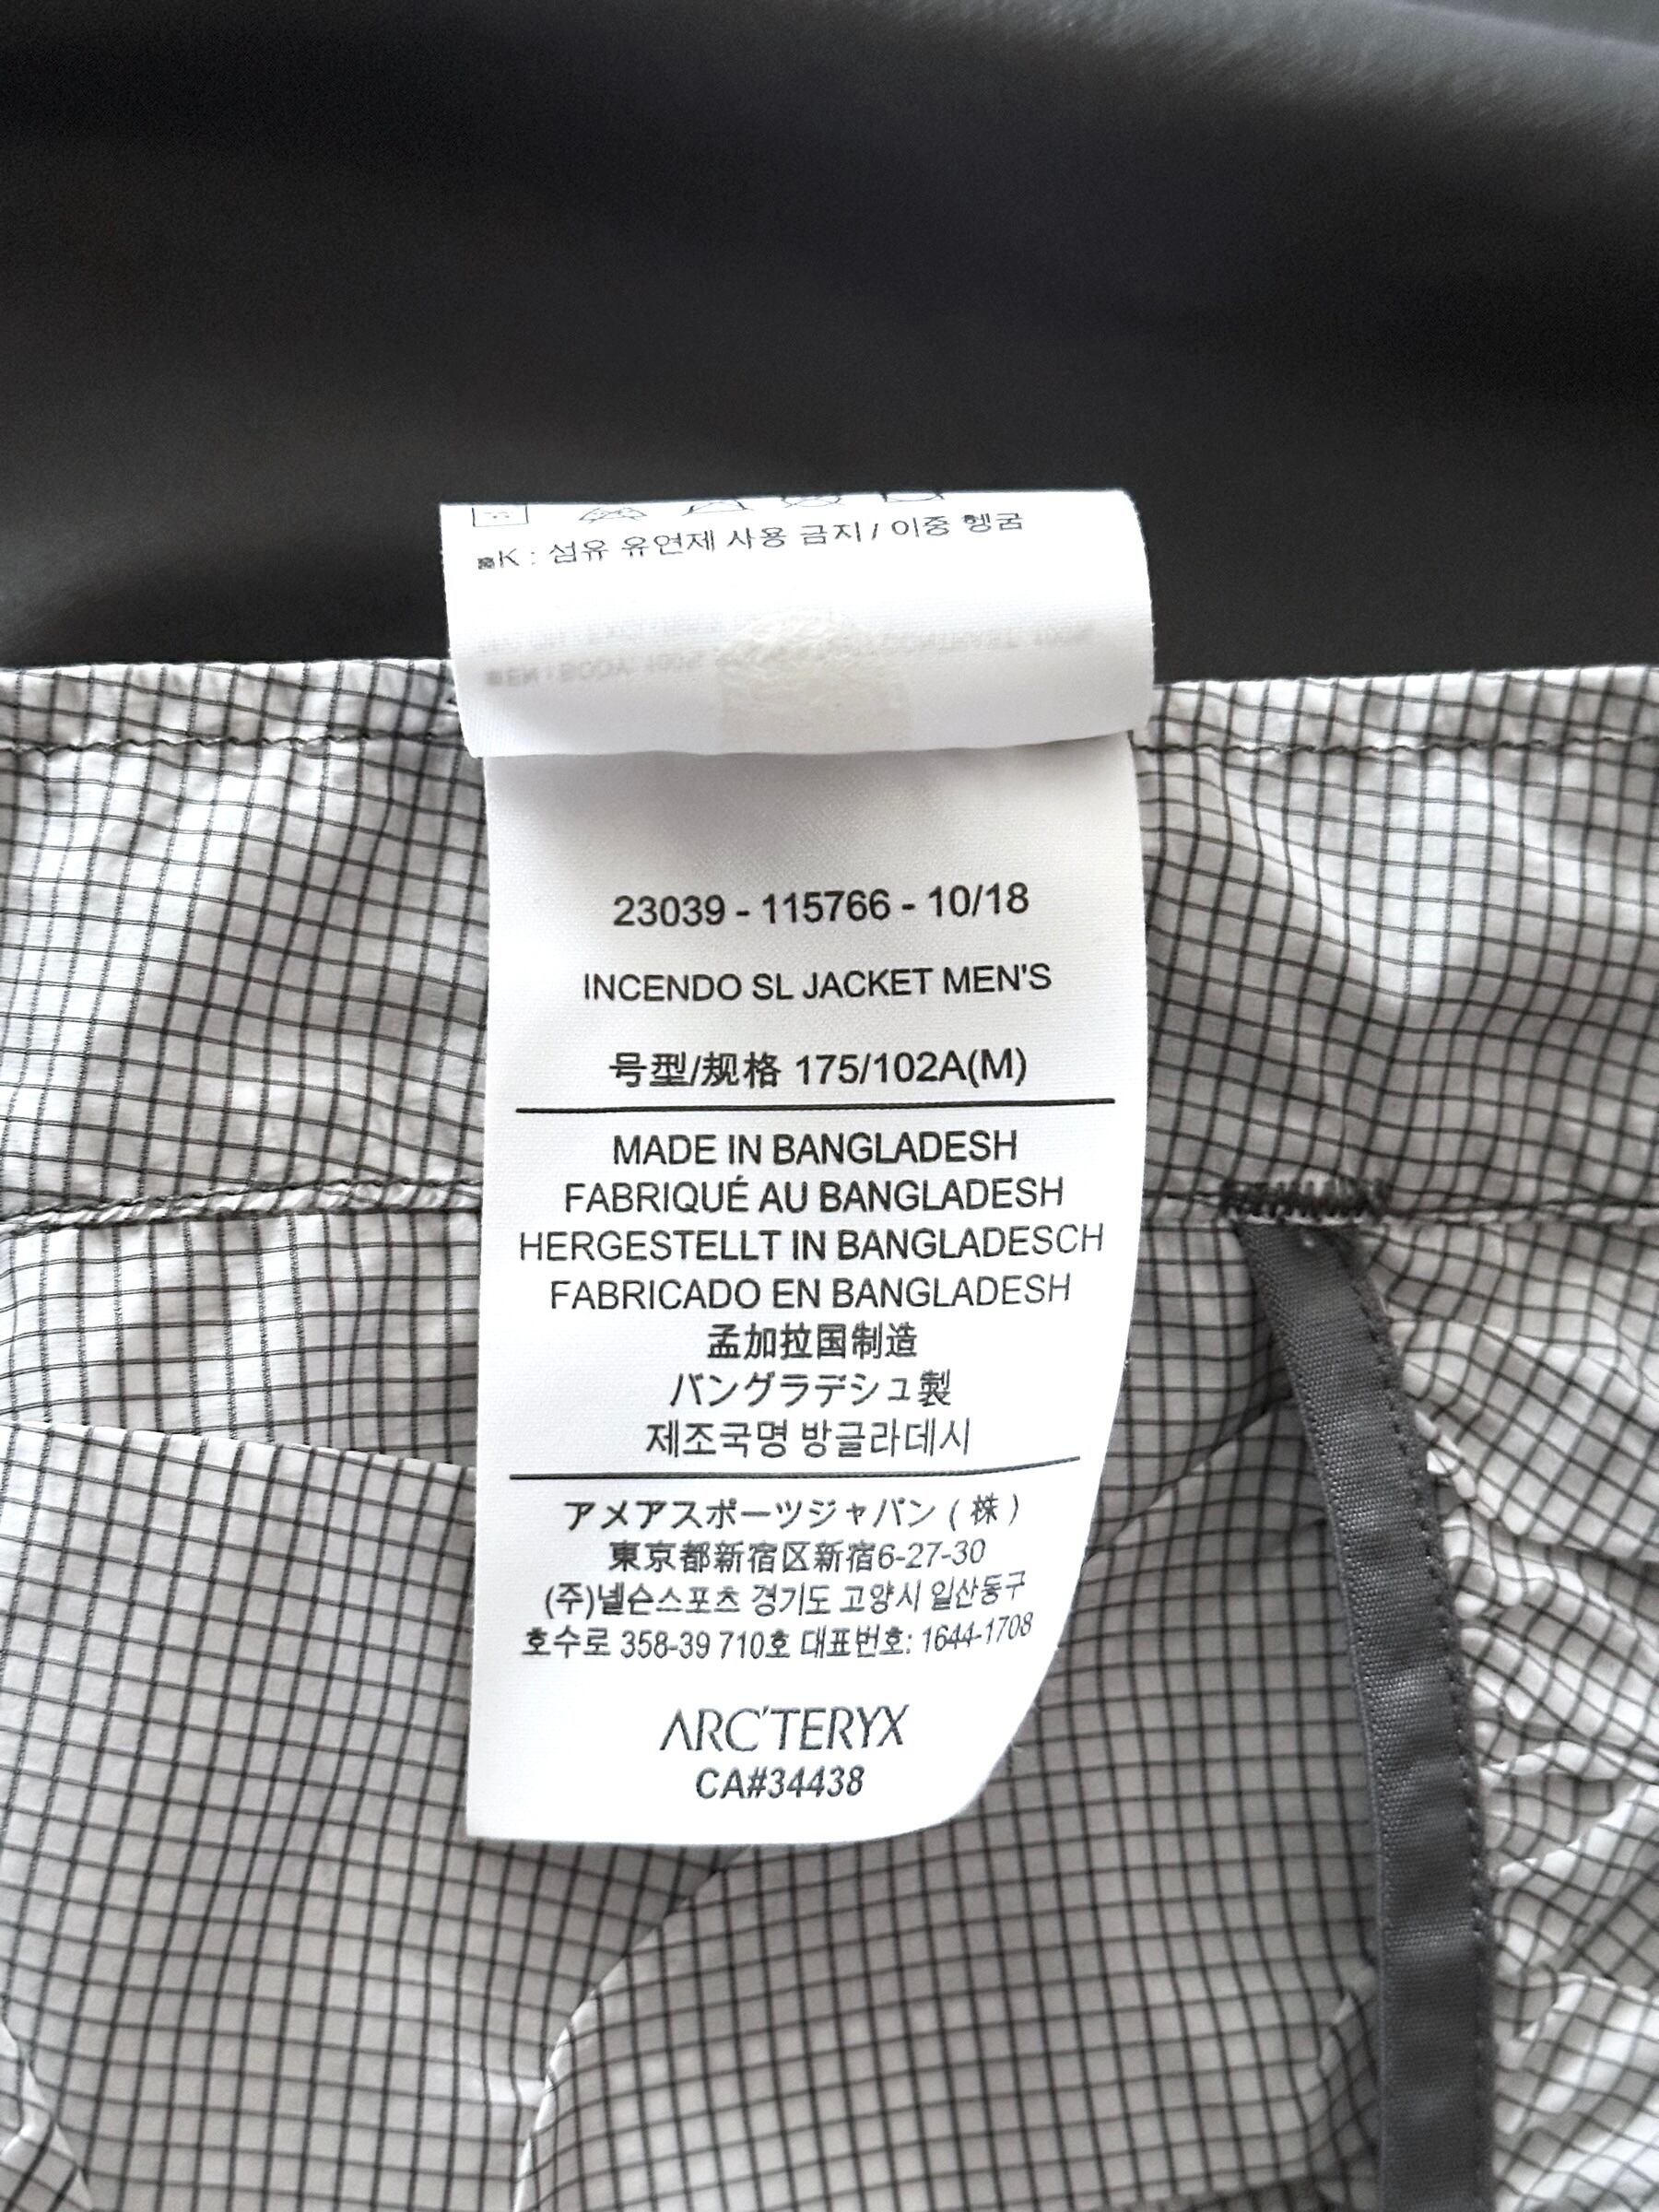 K : 섬유 유연제 사용 금지 / 이중 헹굼
23039 - 115766 - 10/18
INCENDO SL JACKET MEN'S
号型/规格 175/102A(M)
MADE IN BANGLADESH
FABRIQUÉ AU BANGLADESH
HERGESTELLT IN BANGLADESCH
FABRICADO EN BANGLADESH
孟加拉国制造
バングラデシュ製
제조국명 방글라데시
アメアスポーツジャパン ( 株 )
東京都新宿区新宿6-27-30
(주)넬슨스포츠 경기도 고양시 일산동구
호수로 358-39 710호 대표번호: 1644-1708
ARC'TERYX
CA#34438